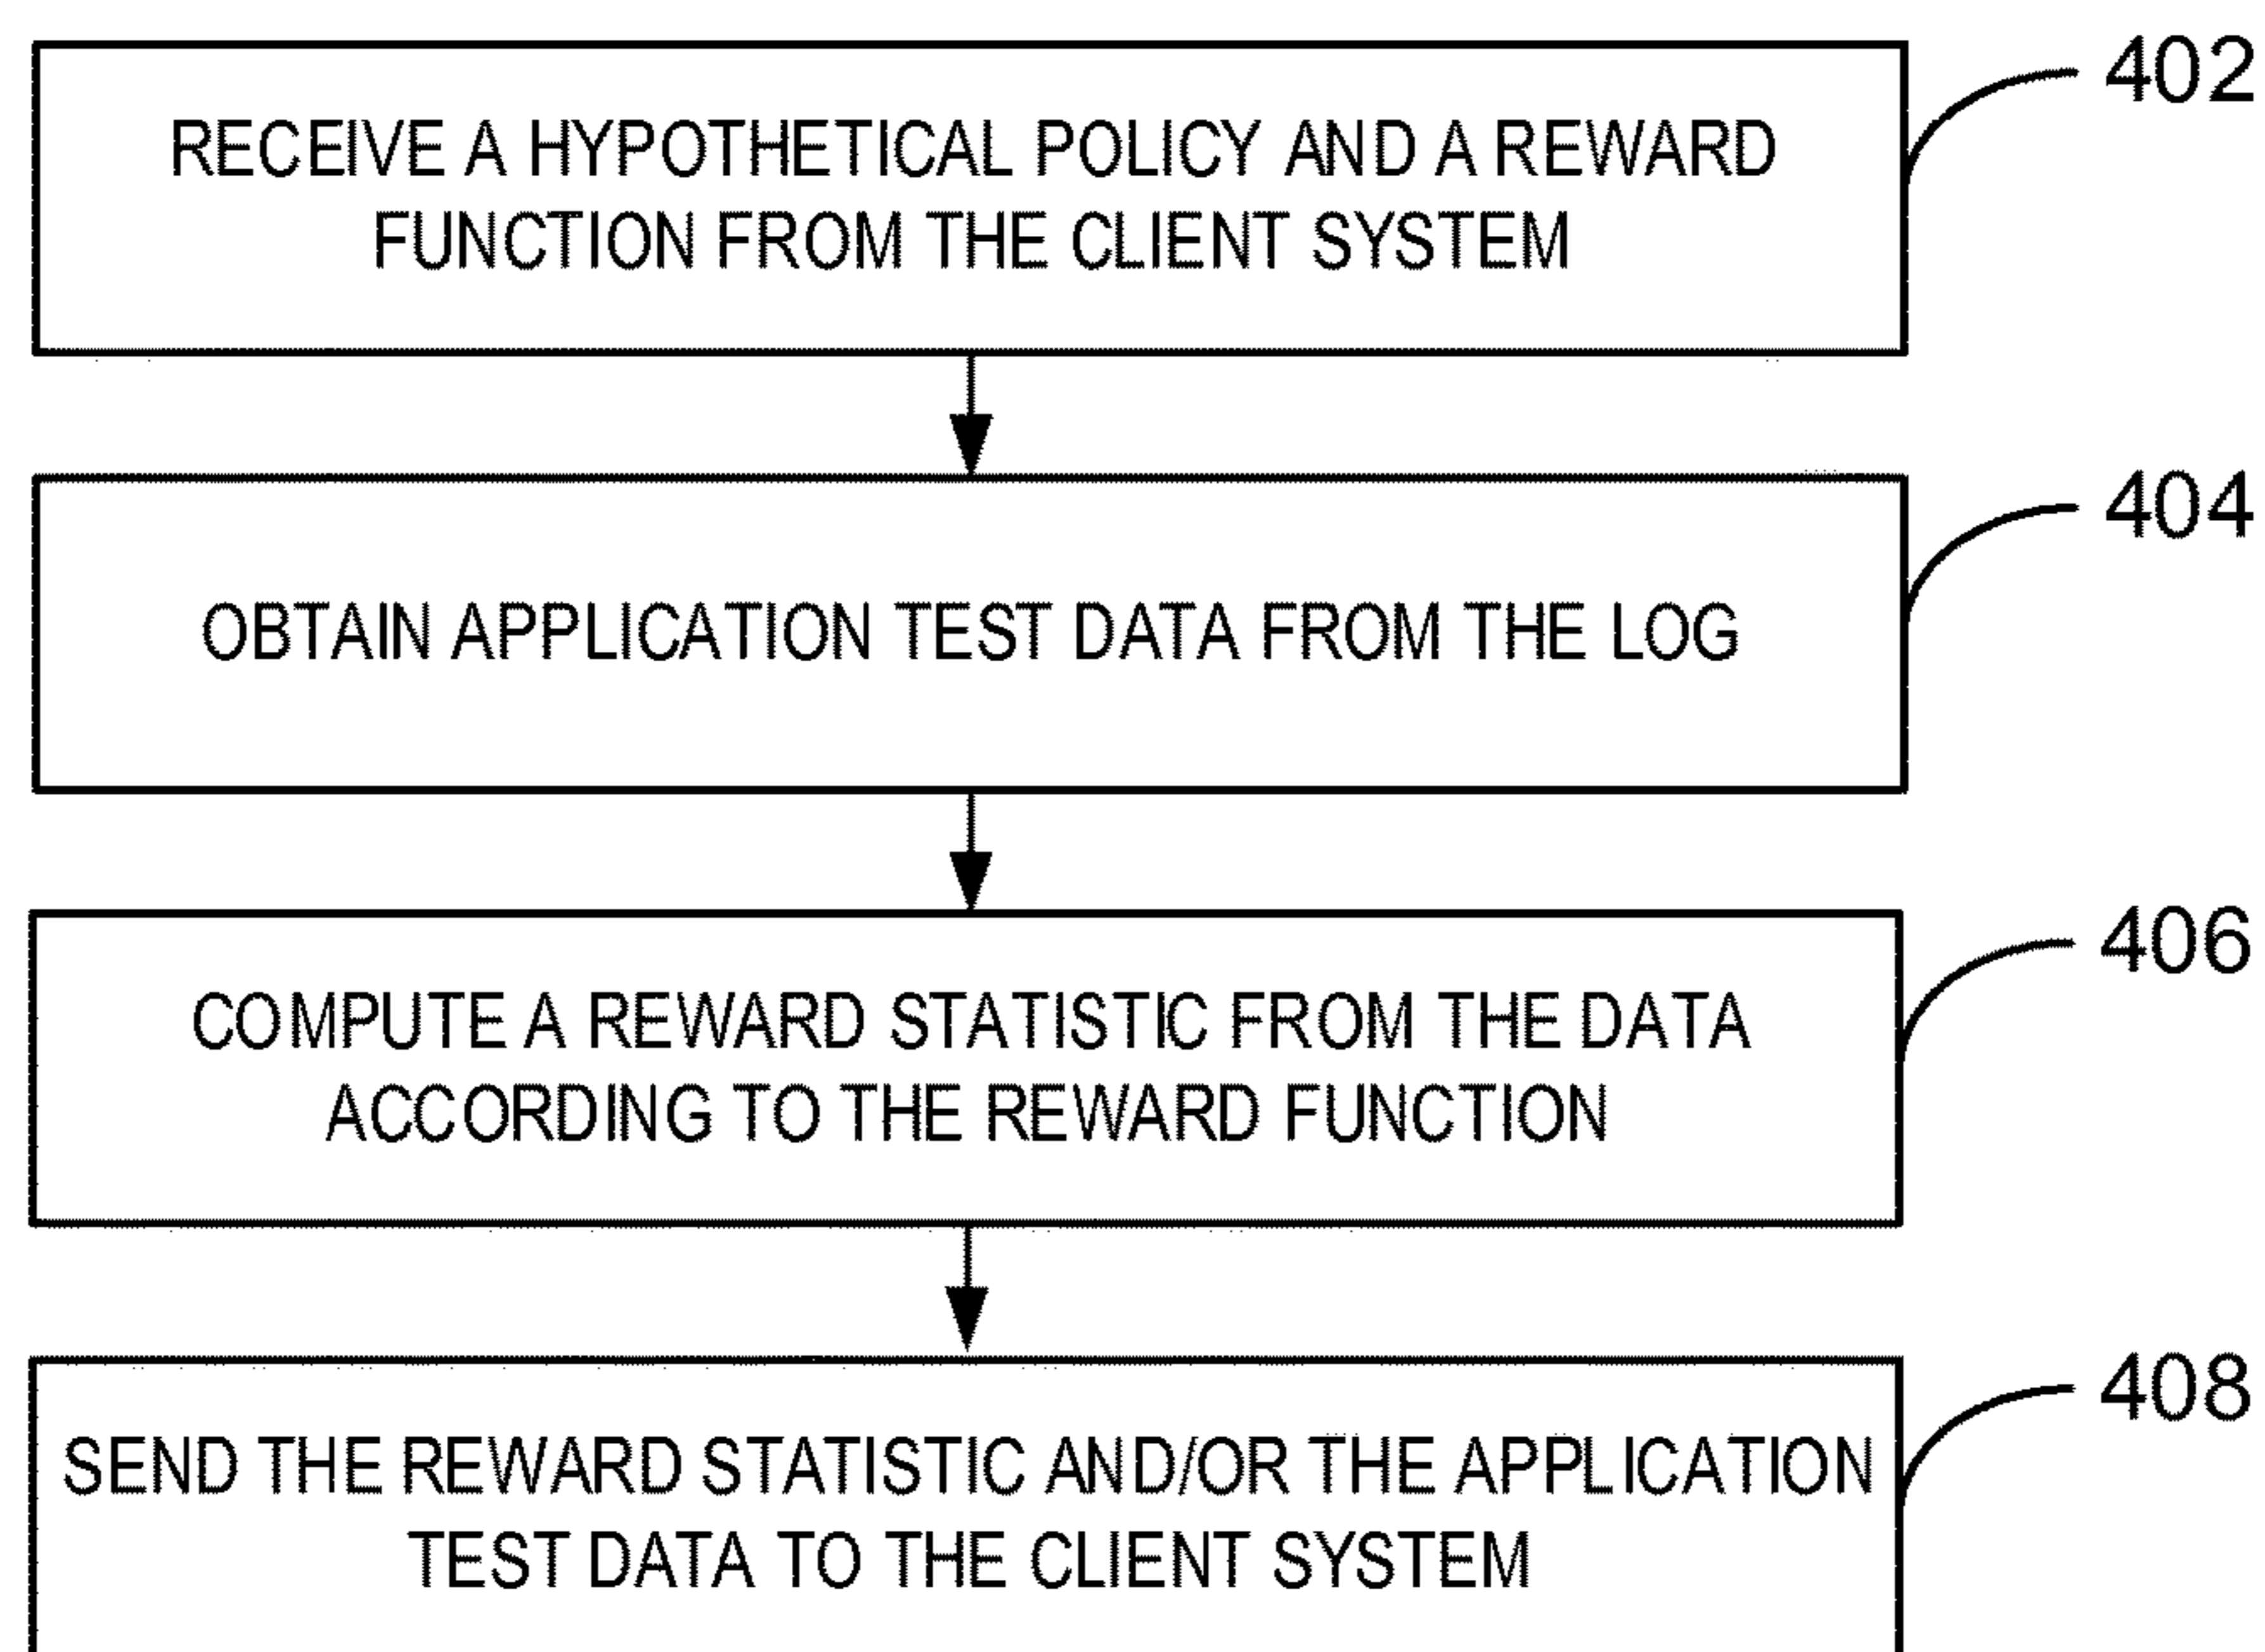 402
RECEIVE A HYPOTHETICAL POLICY AND A REWARD
FUNCTION FROM THE CLIENT SYSTEM
404
OBTAIN APPLICATION TEST DATA FROM THE LOG
406
COMPUTE A REWARD STATISTIC FROM THE DATA
ACCORDING TO THE REWARD FUNCTION
408
SEND THE REWARD STATISTIC AND/OR THE APPLICATION
TEST DATA TO THE CLIENT SYSTEM